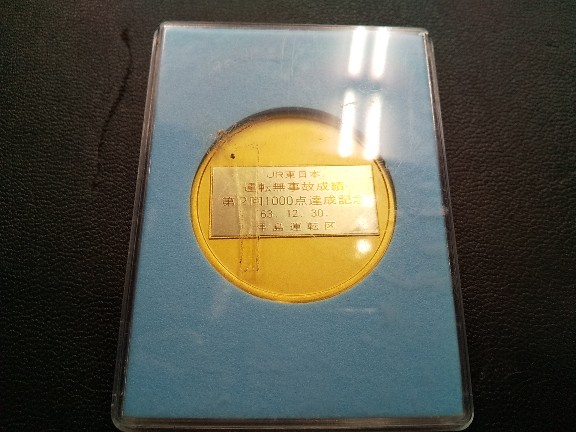 JR東日本
運転無事故成績
第2回1000点達成記念
63. 12. 30.
運転区